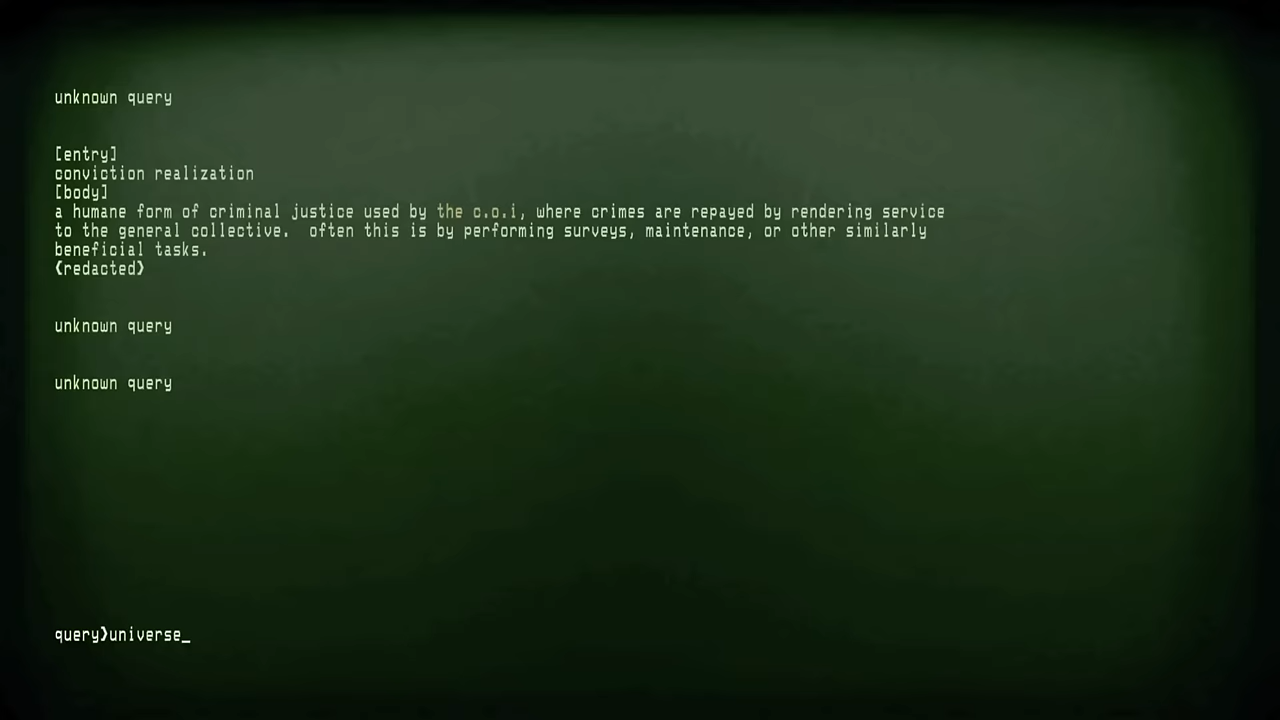 unknown query
[entry]
conviction realization
[body]
a humane form of criminal justice used by the c.o.i, where crimes are repayed by rendering service
to the general collective.  often this is by performing surveys, maintenance, or other similarly
beneficial tasks.
{redacted}
unknown query
unknown query
query}universe_